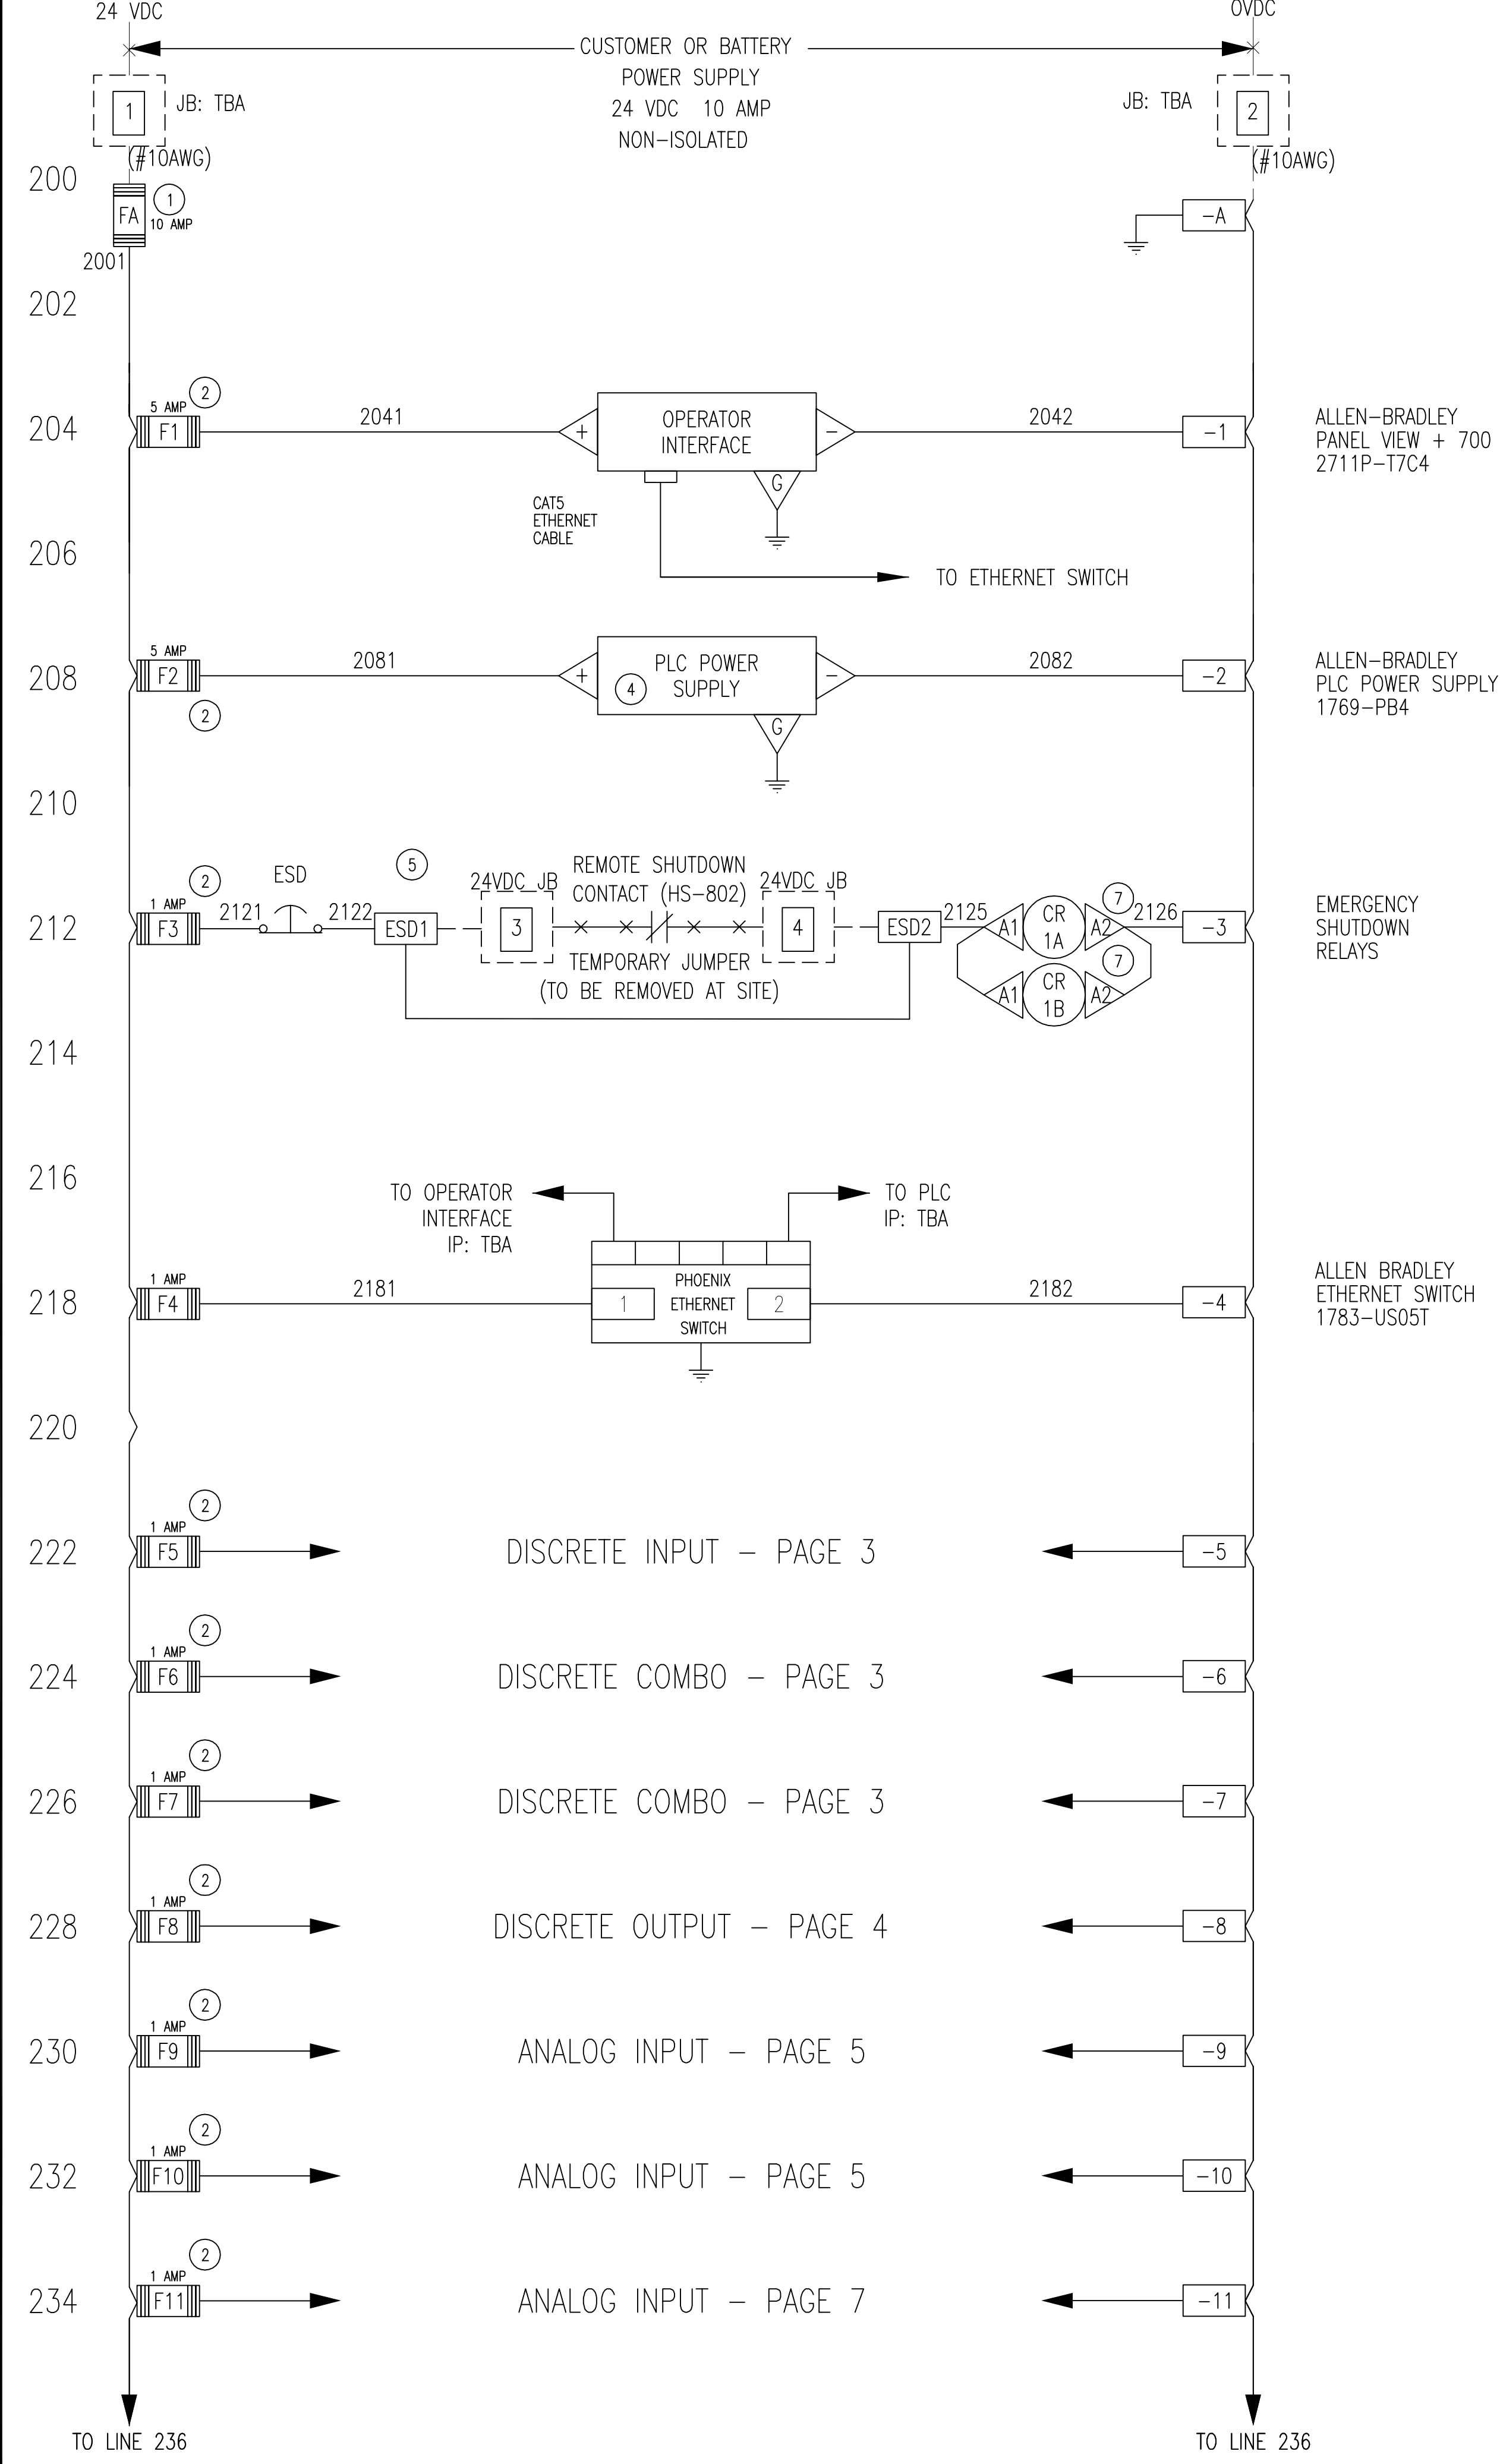 24 VDC
0VDC
CUSTOMER OR BATTERY
POWER SUPPLY
24 VDC 10 AMP
NON-ISOLATED
1
JB: TBA
JB: TBA
2
(#10AWG)
(#10AWG)
200
FA
1
10 AMP
-A
2001
202
204
5 AMP
2
F1
2041
+
OPERATOR
INTERFACE
-
2042
-1
ALLEN-BRADLEY
PANEL VIEW + 700
2711P-T7C4
G
CAT5
ETHERNET
CABLE
206
TO ETHERNET SWITCH
208
5 AMP
F2
2
2081
+
PLC POWER
SUPPLY
4
-
2082
-2
ALLEN-BRADLEY
PLC POWER SUPPLY
1769-PB4
G
210
212
1 AMP
2
F3
2121
ESD
2122
5
ESD1
24VDC JB
3
REMOTE SHUTDOWN
CONTACT (HS-802)
TEMPORARY JUMPER
(TO BE REMOVED AT SITE)
24VDC JB
4
ESD2
2125
A1
CR
1A
A2
7
2126
-3
EMERGENCY
SHUTDOWN
RELAYS
A1
CR
1B
A2
7
214
216
TO OPERATOR
INTERFACE
IP: TBA
TO PLC
IP: TBA
218
1 AMP
F4
2181
1
PHOENIX
ETHERNET
SWITCH
2
2182
-4
ALLEN BRADLEY
ETHERNET SWITCH
1783-US05T
220
222
1 AMP
2
F5
DISCRETE INPUT - PAGE 3
-5
224
1 AMP
2
F6
DISCRETE COMBO - PAGE 3
-6
226
1 AMP
2
F7
DISCRETE COMBO - PAGE 3
-7
228
1 AMP
2
F8
DISCRETE OUTPUT - PAGE 4
-8
230
1 AMP
2
F9
ANALOG INPUT - PAGE 5
-9
232
1 AMP
2
F10
ANALOG INPUT - PAGE 5
-10
234
1 AMP
2
F11
ANALOG INPUT - PAGE 7
-11
TO LINE 236
TO LINE 236